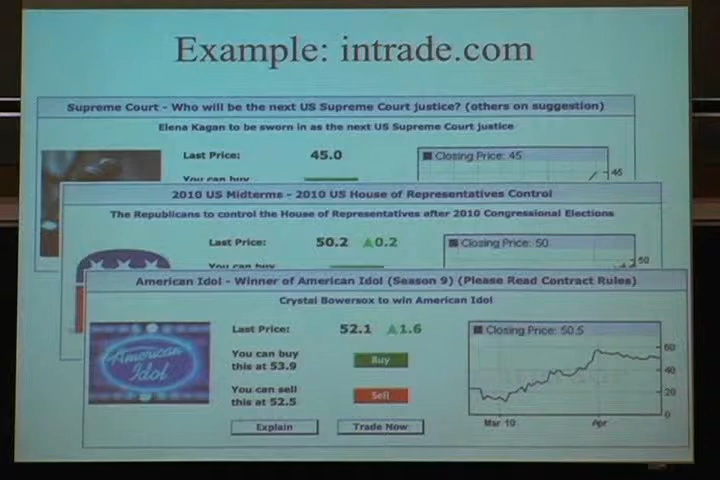 Example: intrade.com
Supreme Court - Who will be the next US Supreme Court justice? (others on suggestion)
Elena Kagan to be sworn in as the next US Supreme Court justice
Last Price: 45.0
Closing Price: 45
45
You can buy
2010 US Midterms - 2010 US House of Representatives Control
The Republicans to control the House of Representatives after 2010 Congressional Elections
Last Price: 50.2 ▲0.2
Closing Price: 50
50
You can buy
American Idol - Winner of American Idol (Season 9) (Please Read Contract Rules)
Crystal Bowersox to win American Idol
American Idol
Last Price: 52.1 ▲1.6
You can buy this at 53.9
Buy
You can sell this at 52.5
Sell
Explain
Trade Now
Closing Price: 50.5
60
40
20
0
Mar 10
Apr